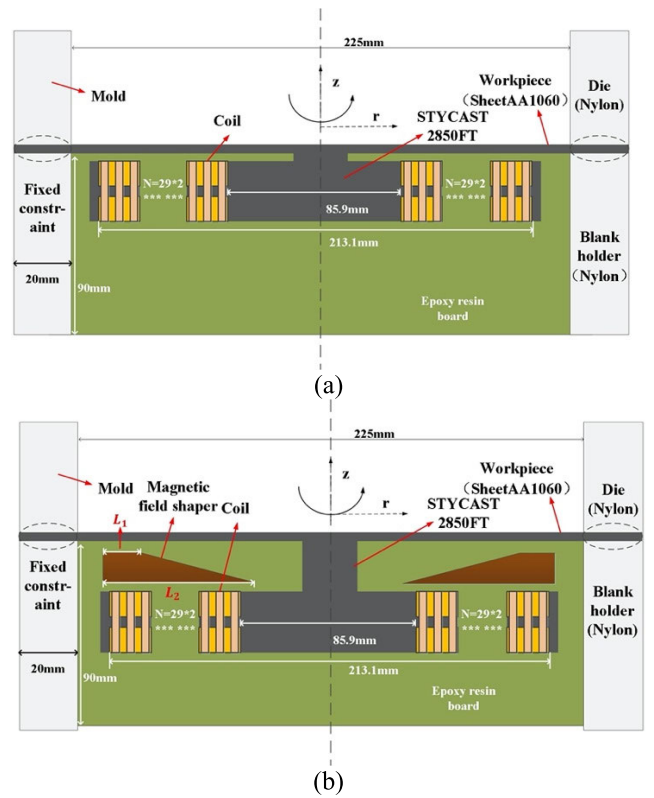 225mm
z
r
Mold
Workpiece
(SheetAA1060)
Die
(Nylon)
Coil
STYCAST
2850FT
Fixed
constr-
aint
N=29*2
*** ***
N=29*2
*** ***
85.9mm
213.1mm
20mm
90mm
Blank
holder
(Nylon)
Epoxy resin
board
(a)
225mm
z
r
Mold
Magnetic
field shaper
Coil
Workpiece
(SheetAA1060)
Die
(Nylon)
STYCAST
2850FT
L1
L2
Fixed
constr-
aint
N=29*2
*** ***
N=29*2
*** ***
85.9mm
213.1mm
20mm
90mm
Blank
holder
(Nylon)
Epoxy resin
board
(b)